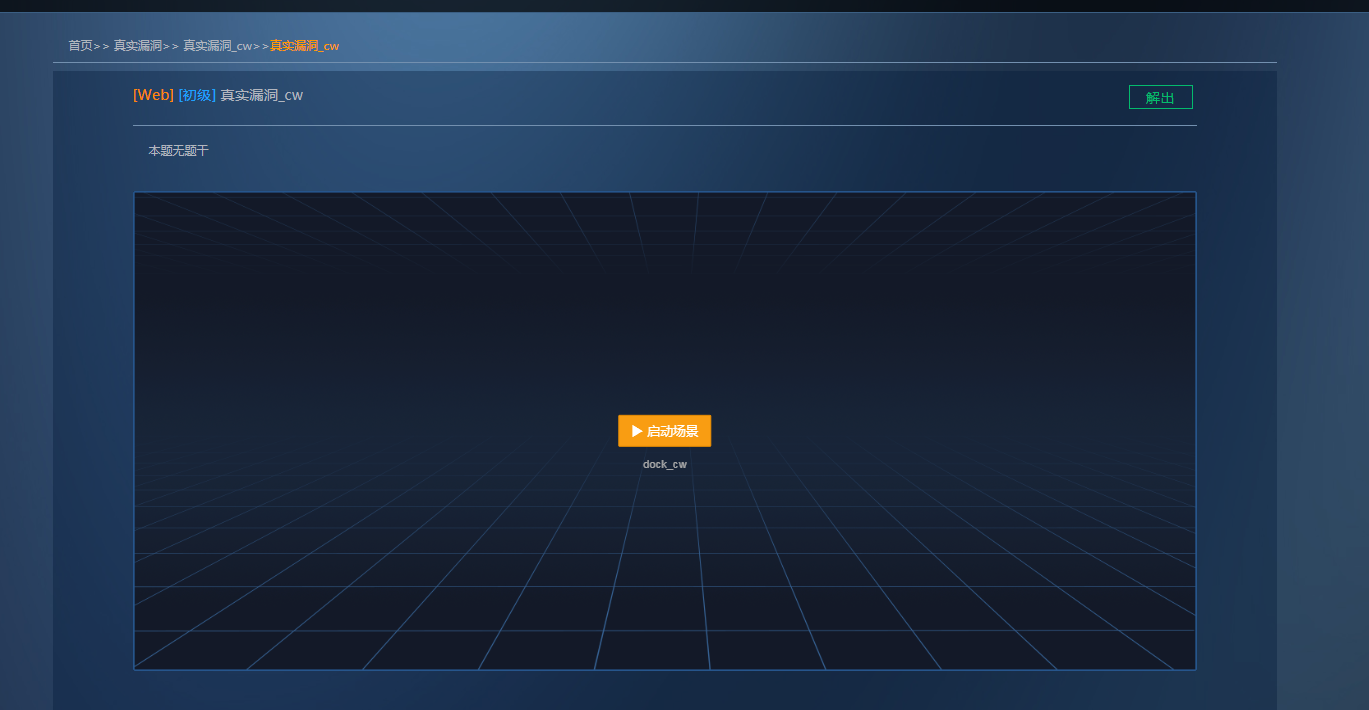 首页>> 真实漏洞>> 真实漏洞_cw>>真实漏洞_cw
[Web] [初级] 真实漏洞_cw
解出
本题无题干
启动场景
dock_cw